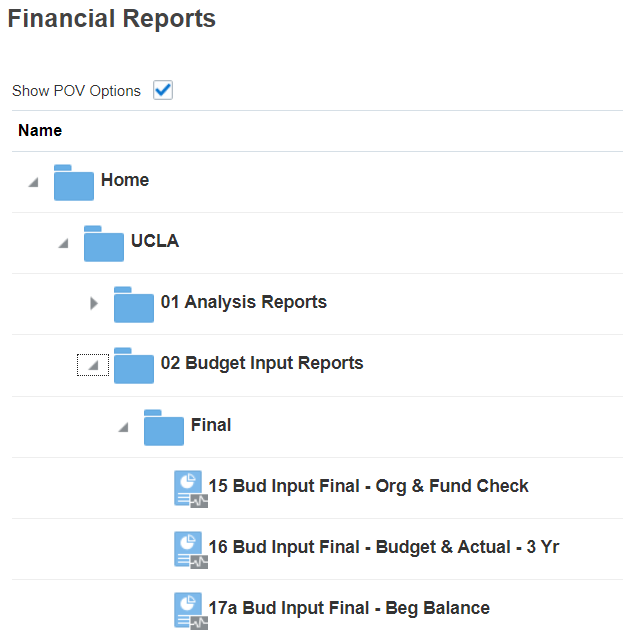 Financial Reports
Show POV Options
Name
Home
UCLA
01 Analysis Reports
02 Budget Input Reports
Final
15 Bud Input Final - Org & Fund Check
16 Bud Input Final - Budget & Actual - 3 Yr
17a Bud Input Final - Beg Balance